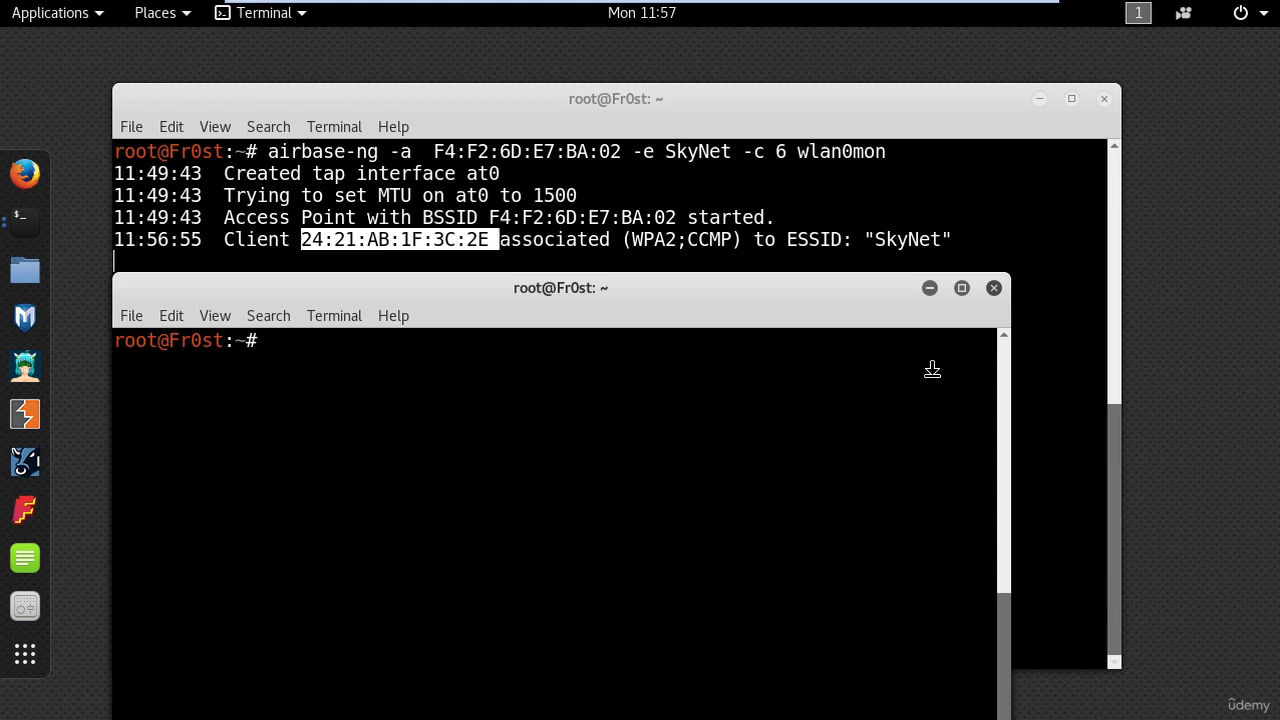 Applications Places Terminal Mon 11:57 1
root@Fr0st: ~
File Edit View Search Terminal Help
root@Fr0st:~# airbase-ng -a  F4:F2:6D:E7:BA:02 -e SkyNet -c 6 wlan0mon
11:49:43  Created tap interface at0
11:49:43  Trying to set MTU on at0 to 1500
11:49:43  Access Point with BSSID F4:F2:6D:E7:BA:02 started.
11:56:55  Client 24:21:AB:1F:3C:2E associated (WPA2;CCMP) to ESSID: "SkyNet"
root@Fr0st: ~
File Edit View Search Terminal Help
root@Fr0st:~#
ûdemy